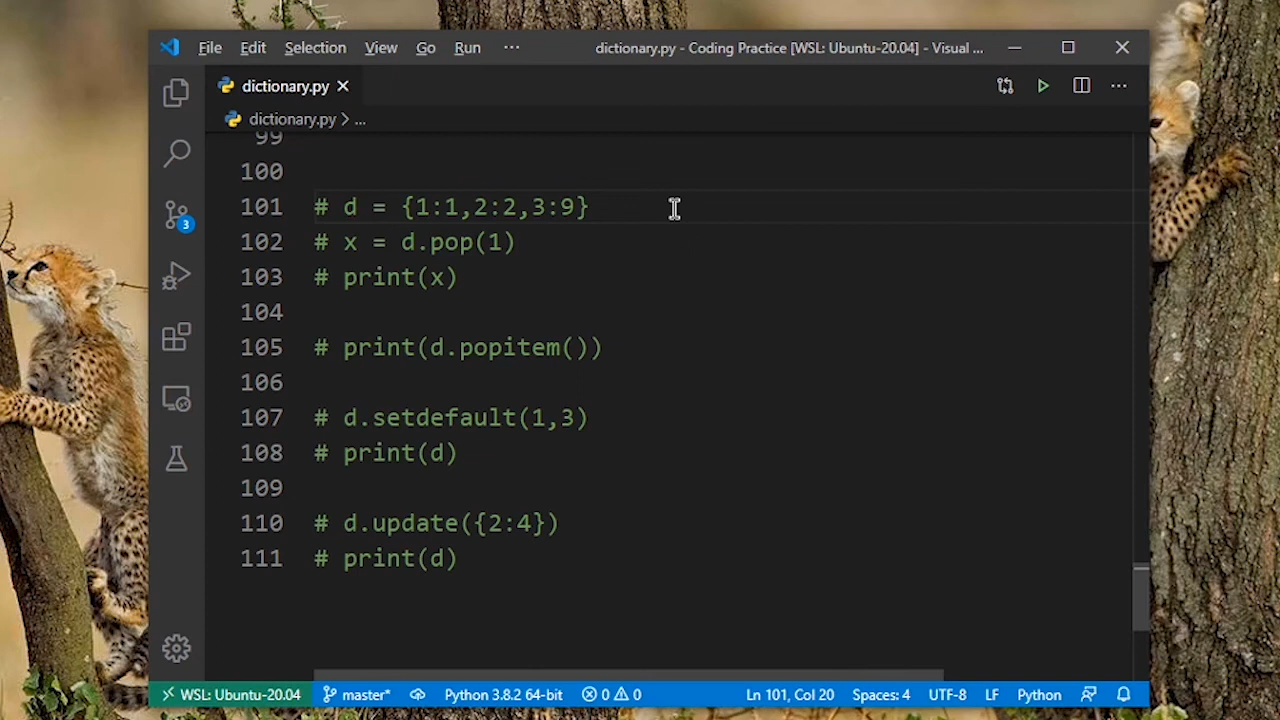 File Edit Selection View Go Run ··· dictionary.py - Coding Practice [WSL: Ubuntu-20.04] - Visual ...
dictionary.py
dictionary.py > ...
99
100
101 # d = {1:1,2:2,3:9}
102 # x = d.pop(1)
103 # print(x)
104
105 # print(d.popitem())
106
107 # d.setdefault(1,3)
108 # print(d)
109
110 # d.update({2:4})
111 # print(d)
3
WSL: Ubuntu-20.04 master* Python 3.8.2 64-bit 0 0 Ln 101, Col 20 Spaces: 4 UTF-8 LF Python